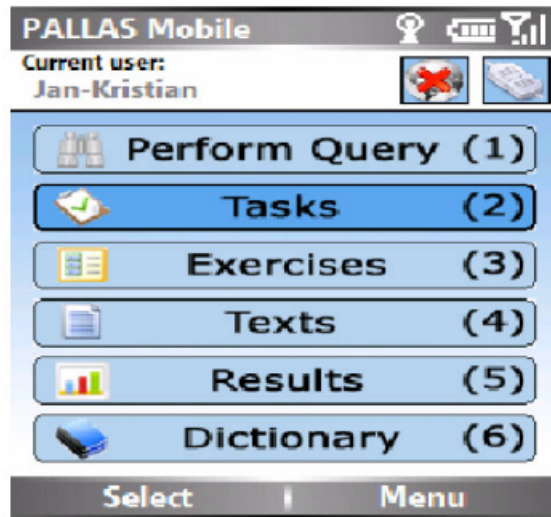 PALLAS Mobile
Current user:
Jan-Kristian
Perform Query (1)
Tasks (2)
Exercises (3)
Texts (4)
Results (5)
Dictionary (6)
Select Menu